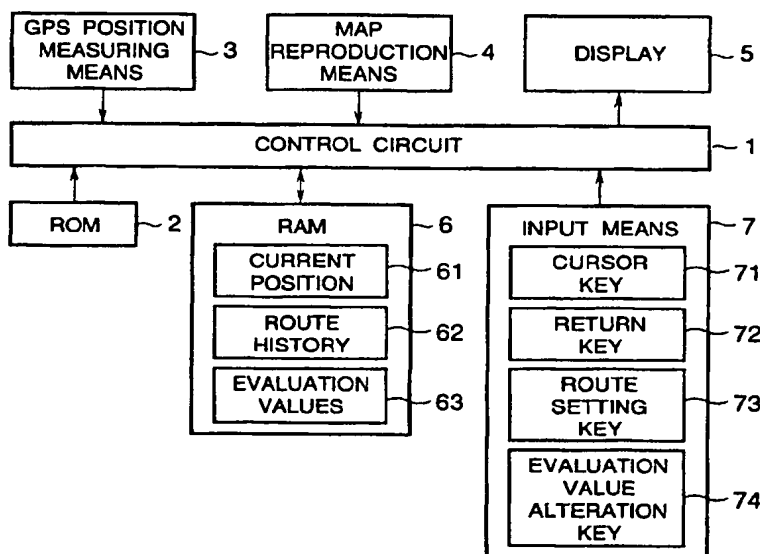 GPS POSITION
MEASURING
MEANS
3
MAP
REPRODUCTION
MEANS
4
DISPLAY
5
CONTROL CIRCUIT
1
ROM
2
RAM
6
CURRENT
POSITION
61
ROUTE
HISTORY
62
EVALUATION
VALUES
63
INPUT MEANS
7
CURSOR
KEY
71
RETURN
KEY
72
ROUTE
SETTING
KEY
73
EVALUATION
VALUE
ALTERATION
KEY
74